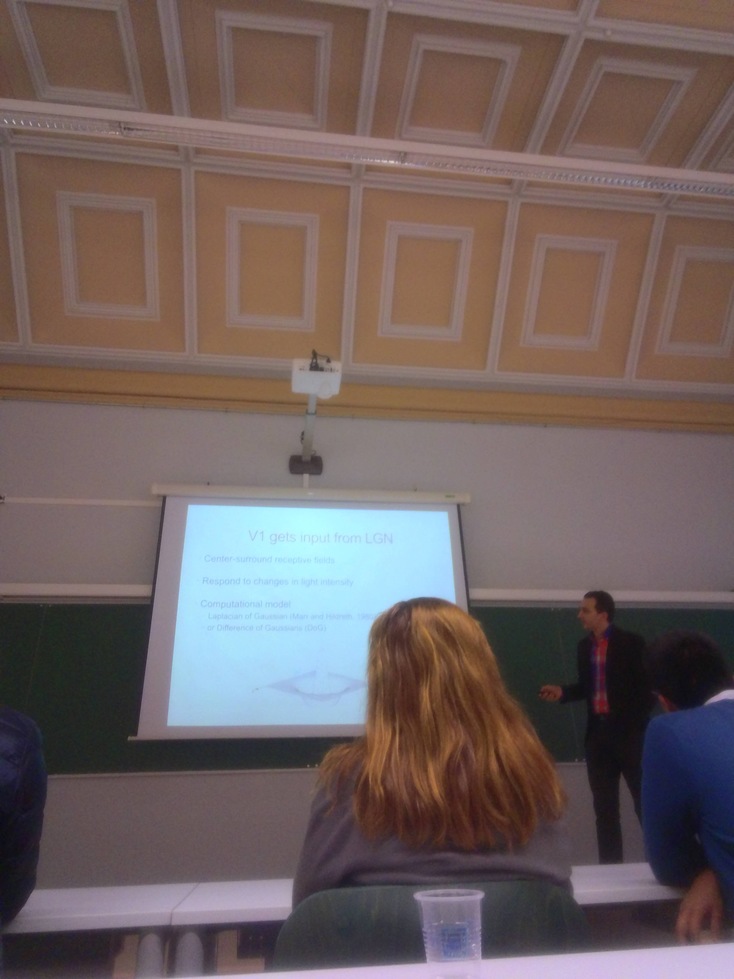 V1 gets input from LGN
Center-surround receptive fields
Respond to changes in light intensity
Computational model
- Laplacian of Gaussian (Marr and Hildreth,
- or Difference of Gaussians (DoG)